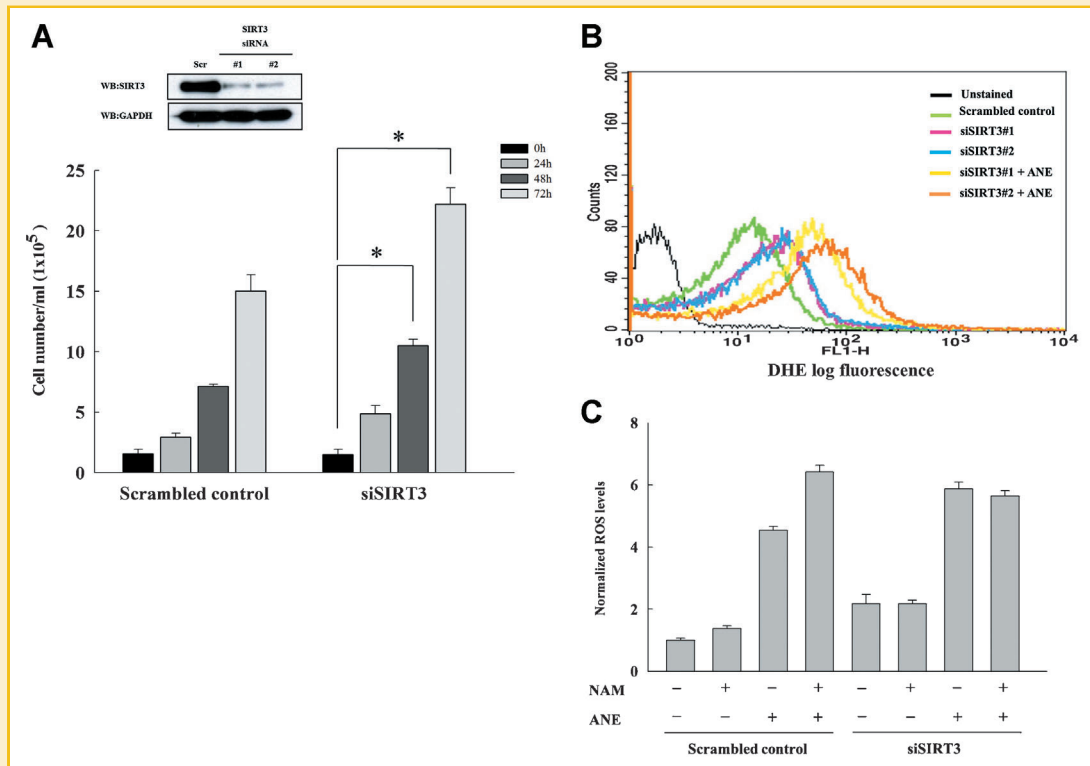 A
SIRT3
siRNA
Scr #1 #2
WB:SIRT3
WB:GAPDH
Cell number/ml (1x10^5)
25
20
15
10
5
0
* *
0h
24h
48h
72h
Scrambled control siSIRT3
B
Counts
200
160
120
80
40
0
10^0 10^1 10^2 10^3 10^4
FL1-H
DHE log fluorescence
Unstained
Scrambled control
siSIRT3#1
siSIRT3#2
siSIRT3#1 + ANE
siSIRT3#2 + ANE
C
Normalized ROS levels
8
6
4
2
0
NAM − + − + − + − +
ANE − − + + − − + +
Scrambled control siSIRT3